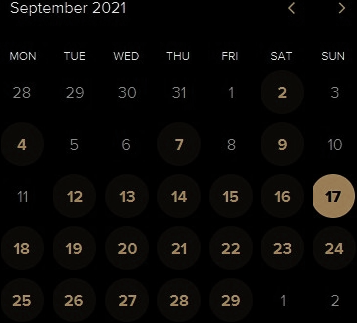 September 2021
MON TUE WED THU FRI SAT SUN
28 29 30 31 1 2 3
4 5 6 7 8 9 10
11 12 13 14 15 16 17
18 19 20 21 22 23 24
25 26 27 28 29 1 2